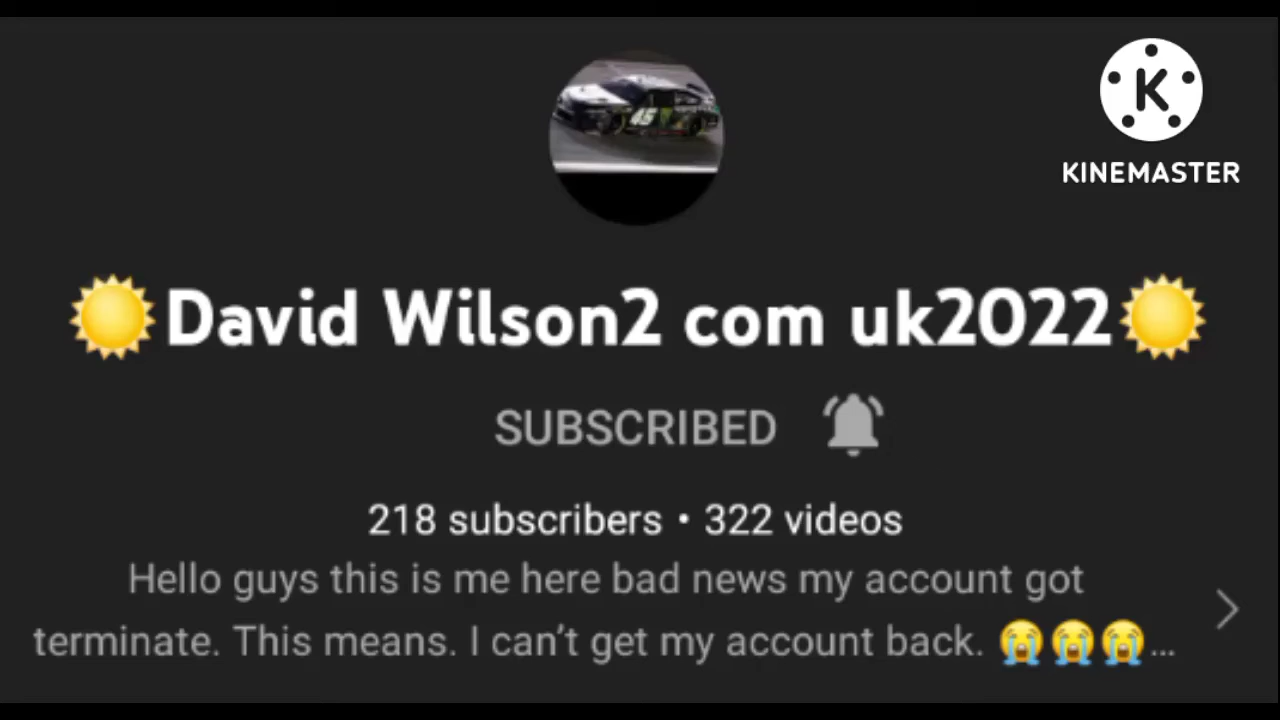 45
K
KINEMASTER
☀️David Wilson2 com uk2022☀️
SUBSCRIBED
218 subscribers • 322 videos
Hello guys this is me here bad news my account got
terminate. This means. I can’t get my account back. 😭😭😭...